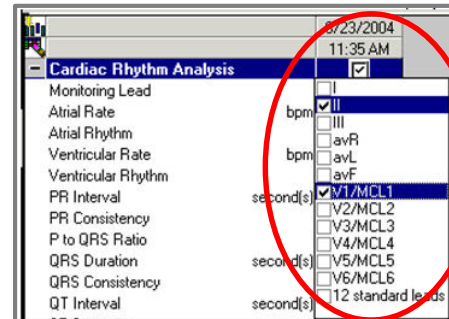 8/23/2004
11:35 AM
Cardiac Rhythm Analysis
Monitoring Lead
I
Atrial Rate bpm
II
Atrial Rhythm
III
avR
Ventricular Rate bpm
avL
Ventricular Rhythm
avF
PR Interval second(s)
V1/MCL1
PR Consistency
V2/MCL2
P to QRS Ratio
V3/MCL3
V4/MCL4
QRS Duration second(s)
V5/MCL5
QRS Consistency
V6/MCL6
QT Interval second(s)
12 standard leads